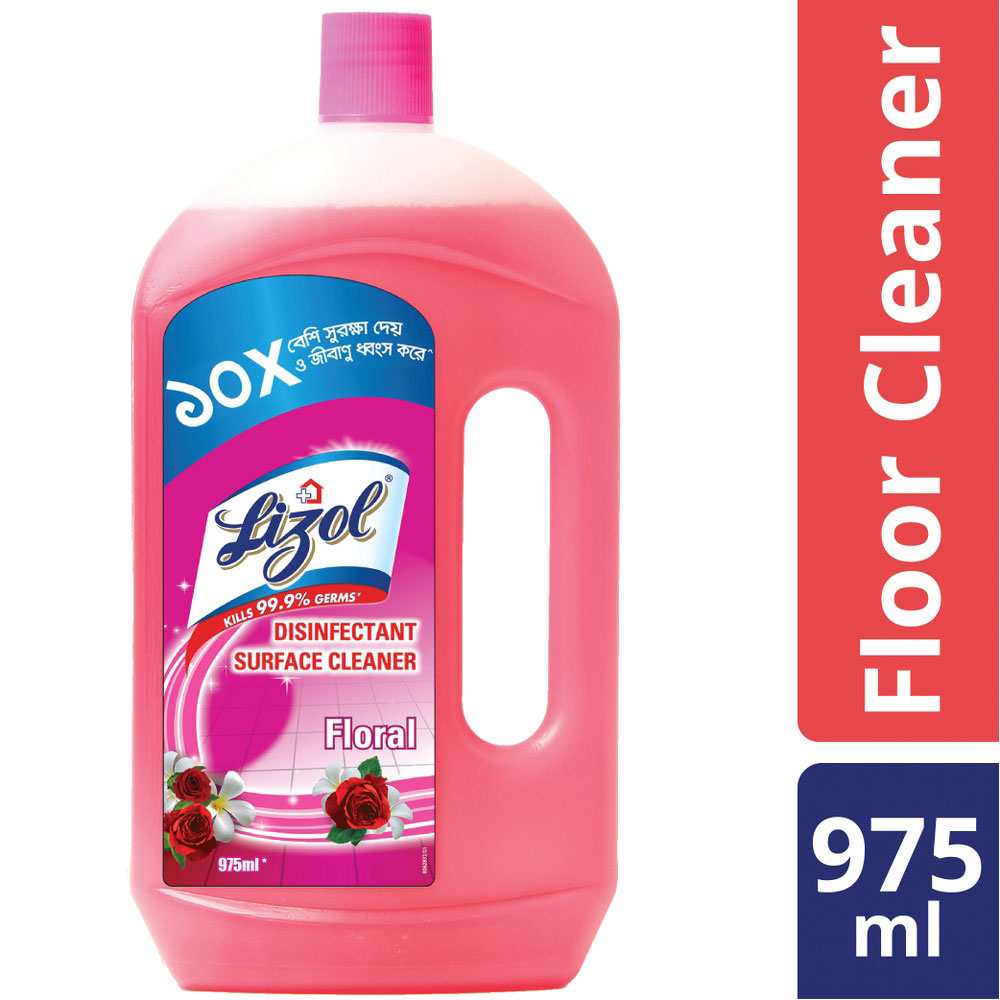 ১০X বেশি সুরক্ষা দেয়
ও জীবাণু ধ্বংস করে^
Lizol®
KILLS 99.9% GERMS*
DISINFECTANT
SURFACE CLEANER
Floral
975ml*
Floor Cleaner
975
ml